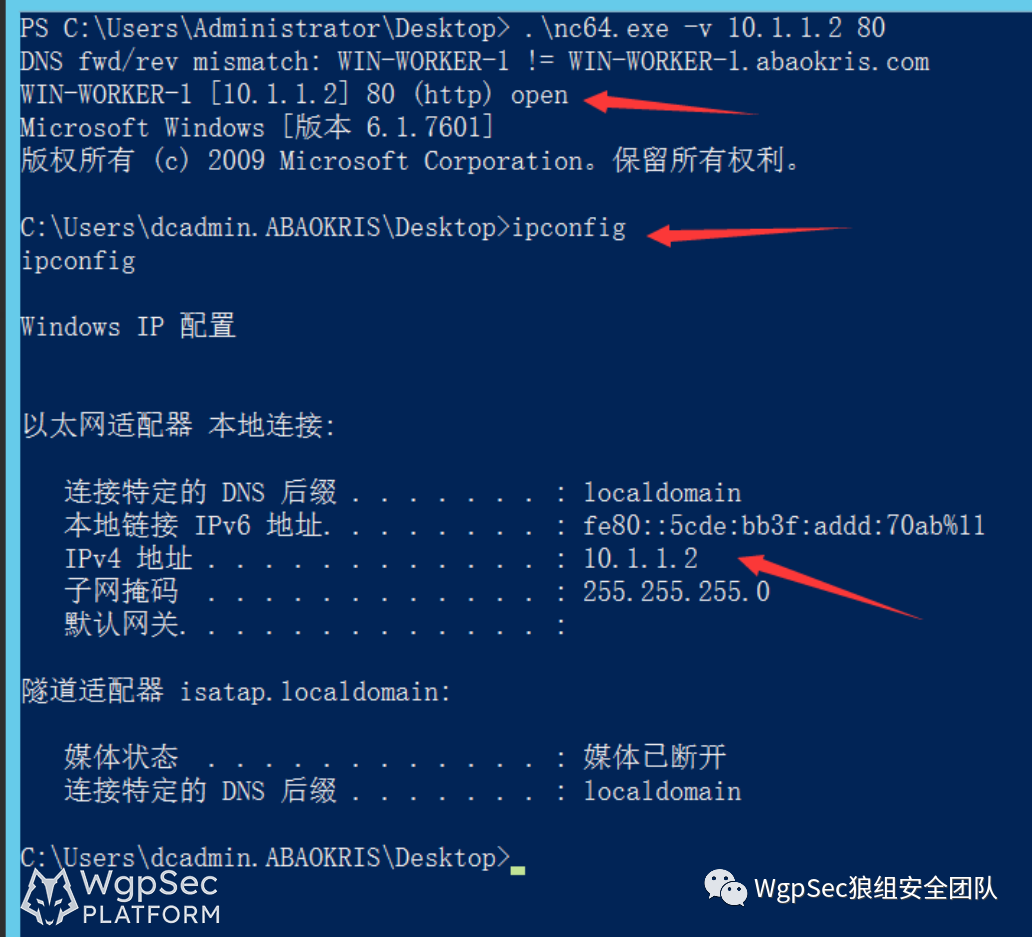 PS C:\Users\Administrator\Desktop> .\nc64.exe -v 10.1.1.2 80
DNS fwd/rev mismatch: WIN-WORKER-1 != WIN-WORKER-1.abaokris.com
WIN-WORKER-1 [10.1.1.2] 80 (http) open
Microsoft Windows [版本 6.1.7601]
版权所有 (c) 2009 Microsoft Corporation。保留所有权利。
C:\Users\dcadmin.ABAOKRIS\Desktop>ipconfig
ipconfig
Windows IP 配置
以太网适配器 本地连接:
连接特定的 DNS 后缀 . . . . . . . : localdomain
本地链接 IPv6 地址. . . . . . . . : fe80::5cde:bb3f:addd:70ab%11
IPv4 地址 . . . . . . . . . . . . : 10.1.1.2
子网掩码 . . . . . . . . . . . . : 255.255.255.0
默认网关. . . . . . . . . . . . . :
隧道适配器 isatap.localdomain:
媒体状态 . . . . . . . . . . . . : 媒体已断开
连接特定的 DNS 后缀 . . . . . . . : localdomain
C:\Users\dcadmin.ABAOKRIS\Desktop>
WgpSec
PLATFORM
WgpSec狼组安全团队